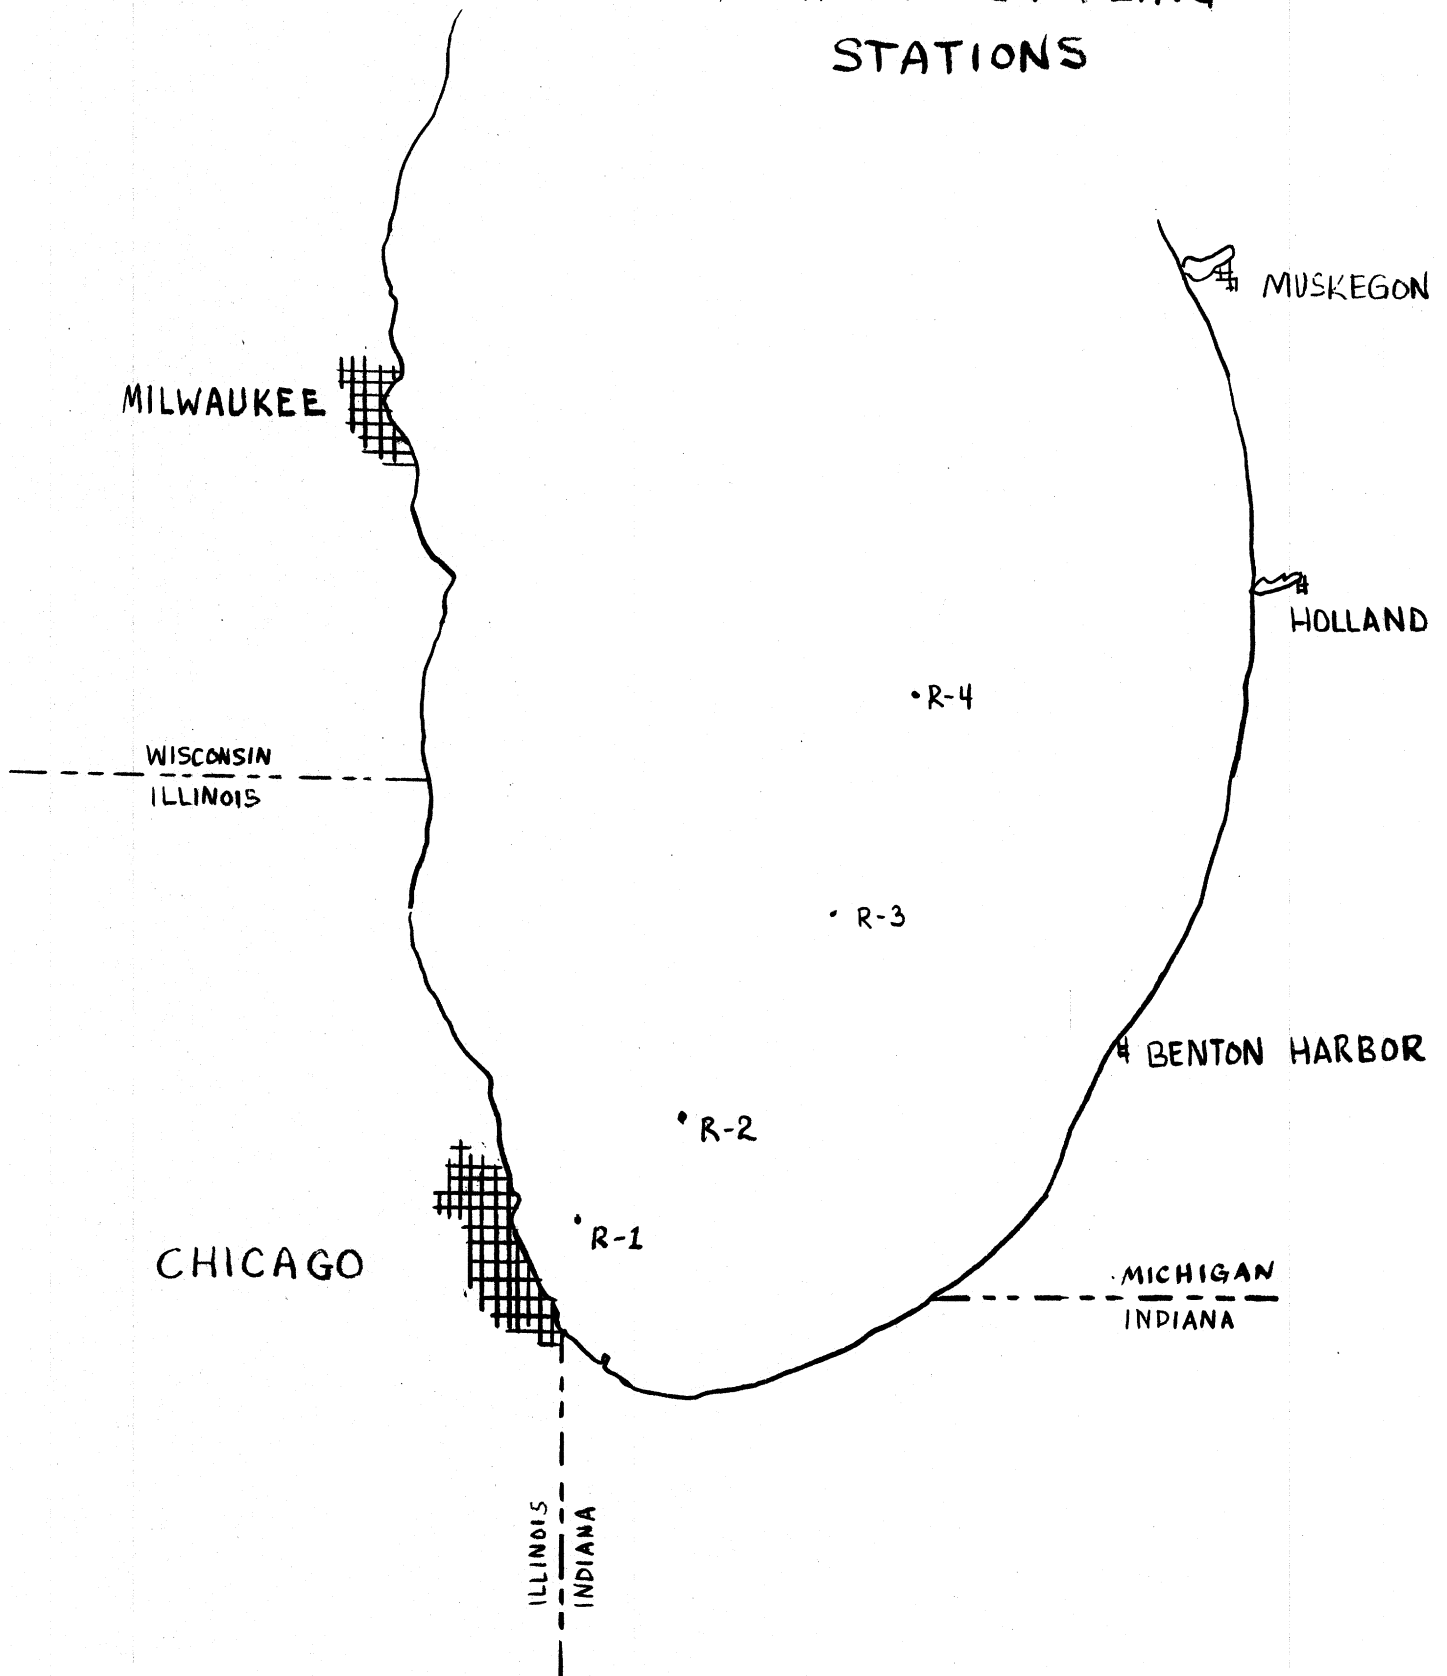 STATIONS
MUSKEGON
MILWAUKEE
HOLLAND
R-4
WISCONSIN
ILLINOIS
R-3
BENTON HARBOR
R-2
R-1
CHICAGO
MICHIGAN
INDIANA
ILLINOIS
INDIANA